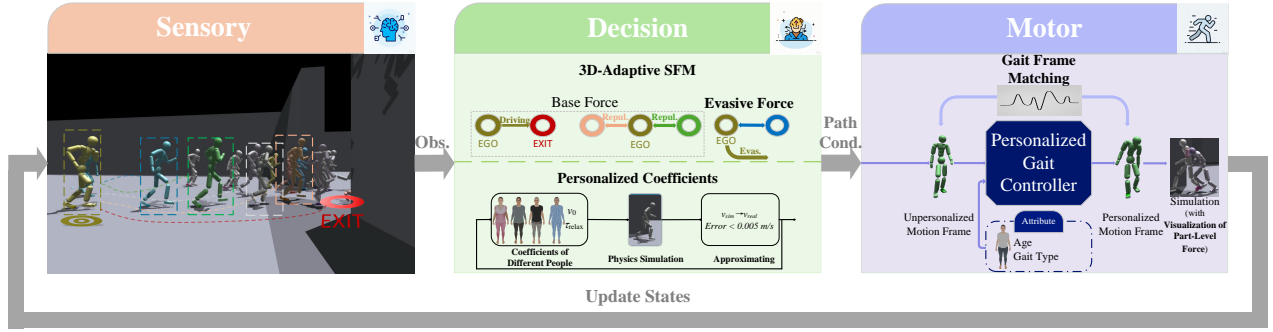 Sensory
Decision
Motor
EXIT
Obs.
3D-Adaptive SFM
Base Force
Evasive Force
Driving
EGO
EXIT
Repul.
Repul.
EGO
EGO
Evas.
Personalized Coefficients
v₀
τrelax
Coefficients of
Different People
Physics Simulation
vsim → vreal
Error < 0.005 m/s
Approximating
Path
Cond.
Gait Frame
Matching
Personalized
Gait
Controller
Unpersonalized
Motion Frame
Attribute
Age
Gait Type
Personalized
Motion Frame
Simulation
(with
Visualization of
Part-Level
Force)
Update States